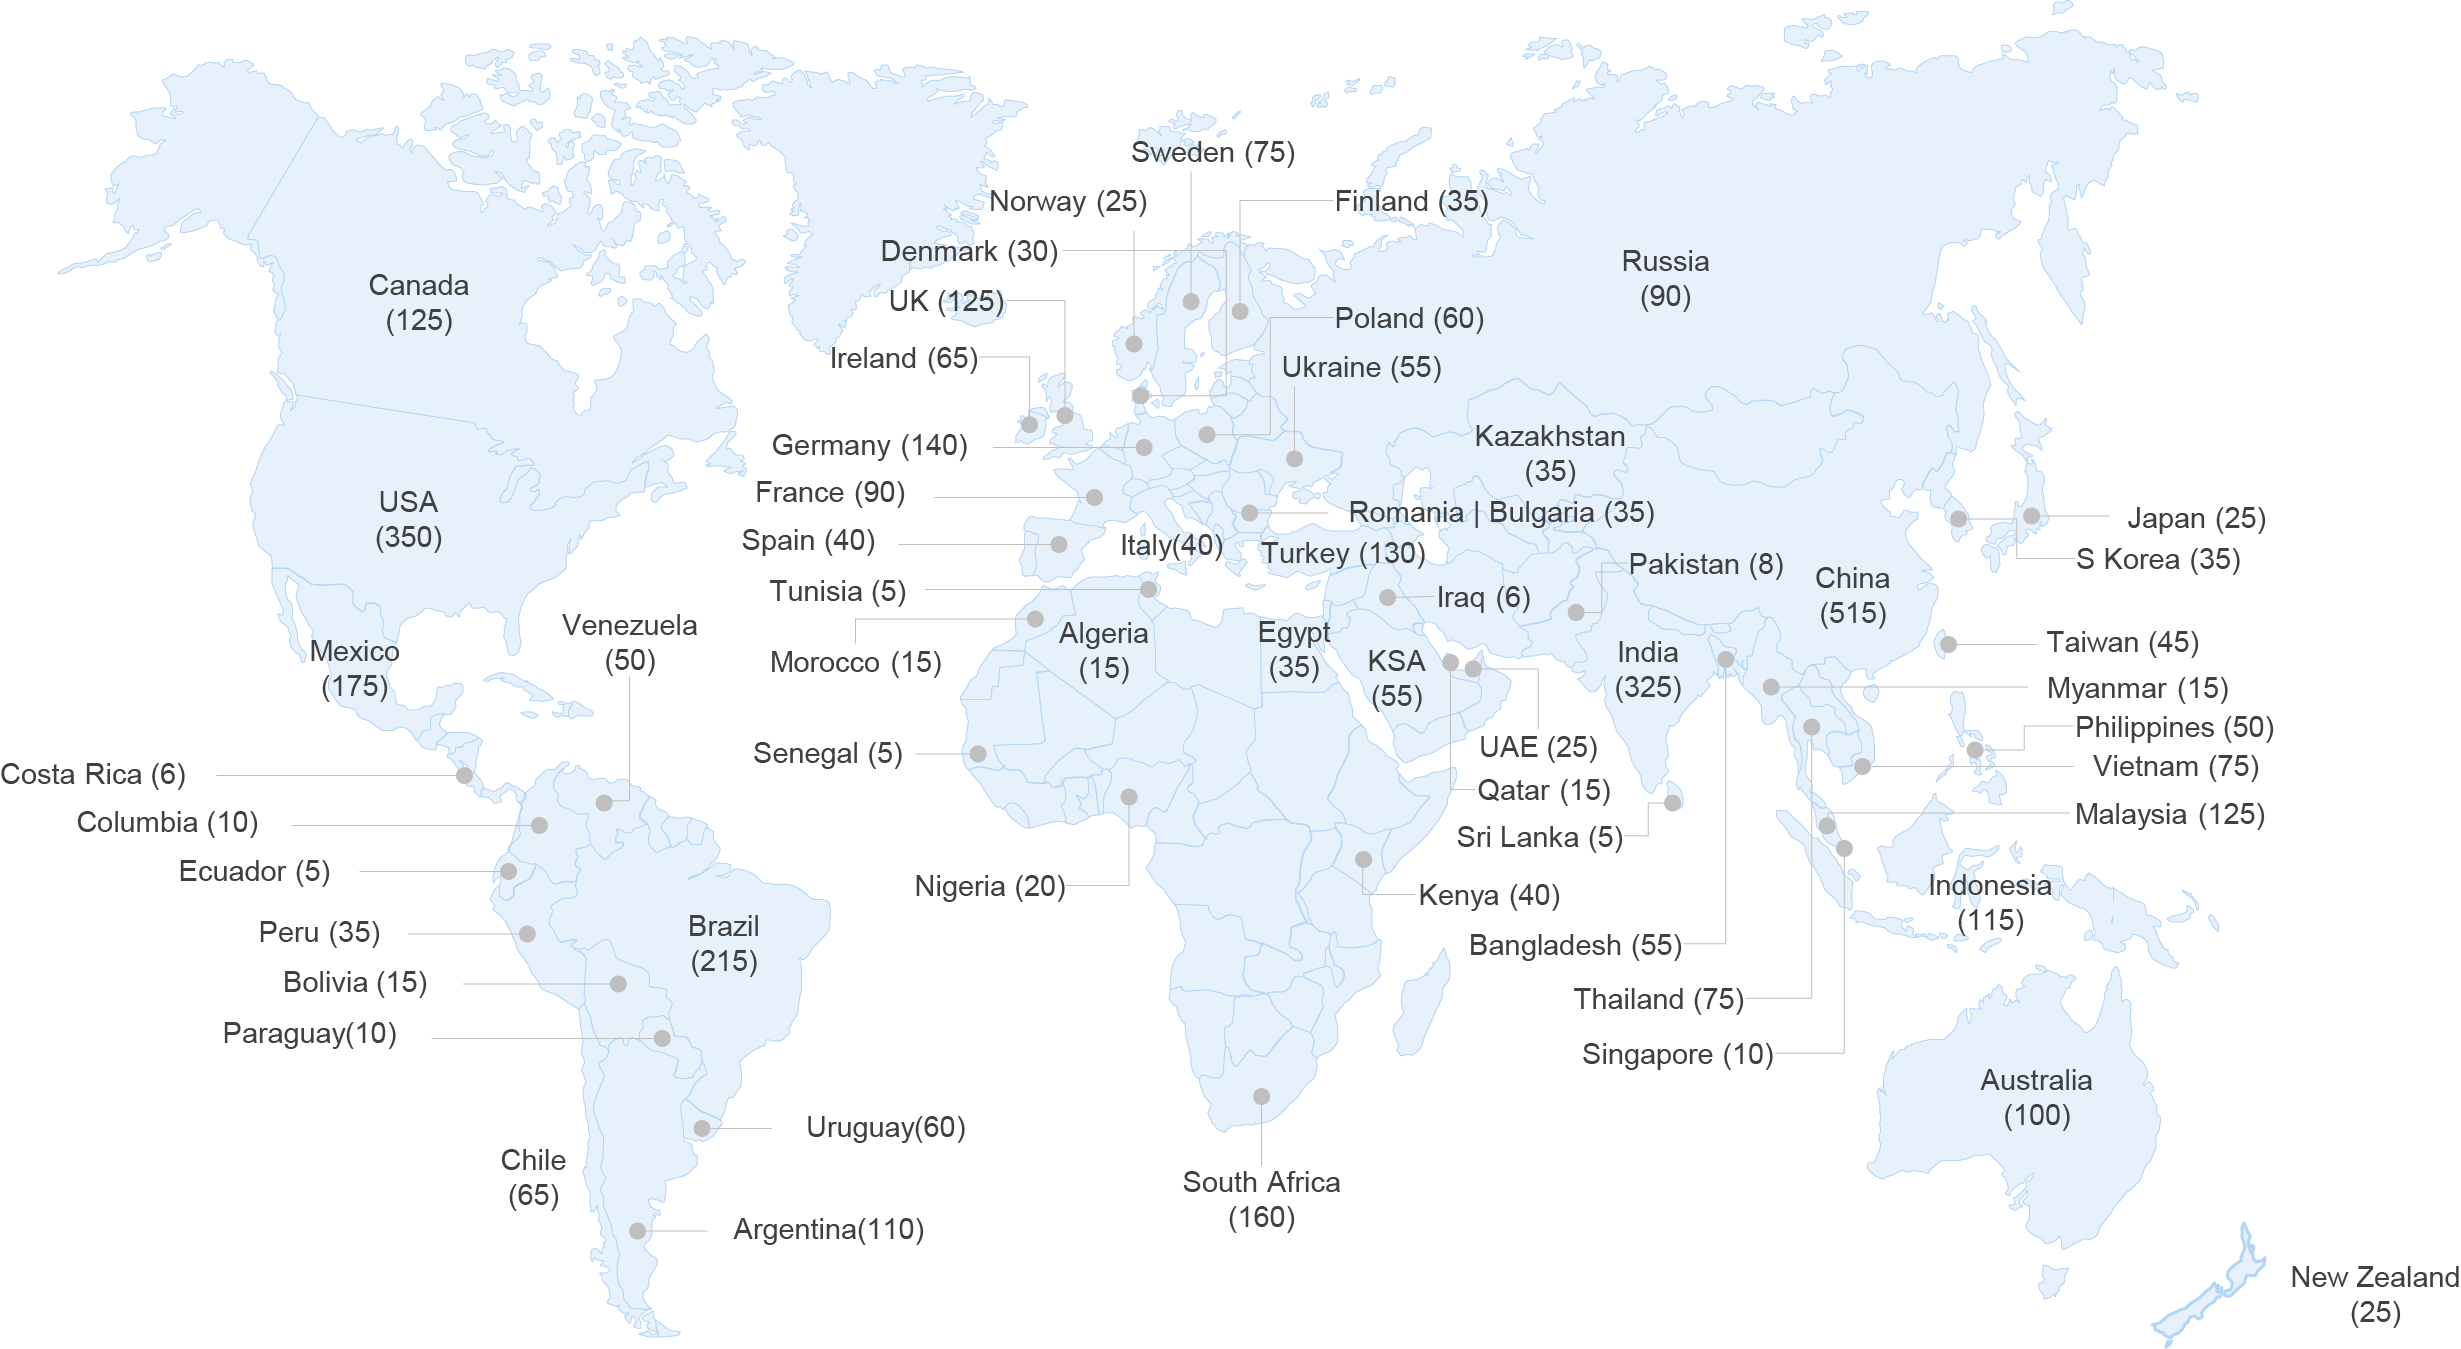 Sweden (75)
Norway (25)
Finland (35)
Denmark (30)
Russia
(90)
Canada
(125)
UK (125)
Poland (60)
Ireland (65)
Ukraine (55)
Germany (140)
Kazakhstan
(35)
France (90)
USA
(350)
Romania | Bulgaria (35)
Japan (25)
Spain (40)
Italy(40)
Turkey (130)
S Korea (35)
Pakistan (8)
China
(515)
Tunisia (5)
Iraq (6)
Venezuela
(50)
Algeria
(15)
Egypt
(35)
Mexico
(175)
Morocco (15)
KSA
(55)
India
(325)
Taiwan (45)
Myanmar (15)
Philippines (50)
Senegal (5)
UAE (25)
Vietnam (75)
Costa Rica (6)
Qatar (15)
Malaysia (125)
Columbia (10)
Sri Lanka (5)
Ecuador (5)
Nigeria (20)
Kenya (40)
Indonesia
(115)
Peru (35)
Brazil
(215)
Bangladesh (55)
Bolivia (15)
Thailand (75)
Paraguay(10)
Singapore (10)
Australia
(100)
Uruguay(60)
Chile
(65)
South Africa
(160)
Argentina(110)
New Zealand
(25)